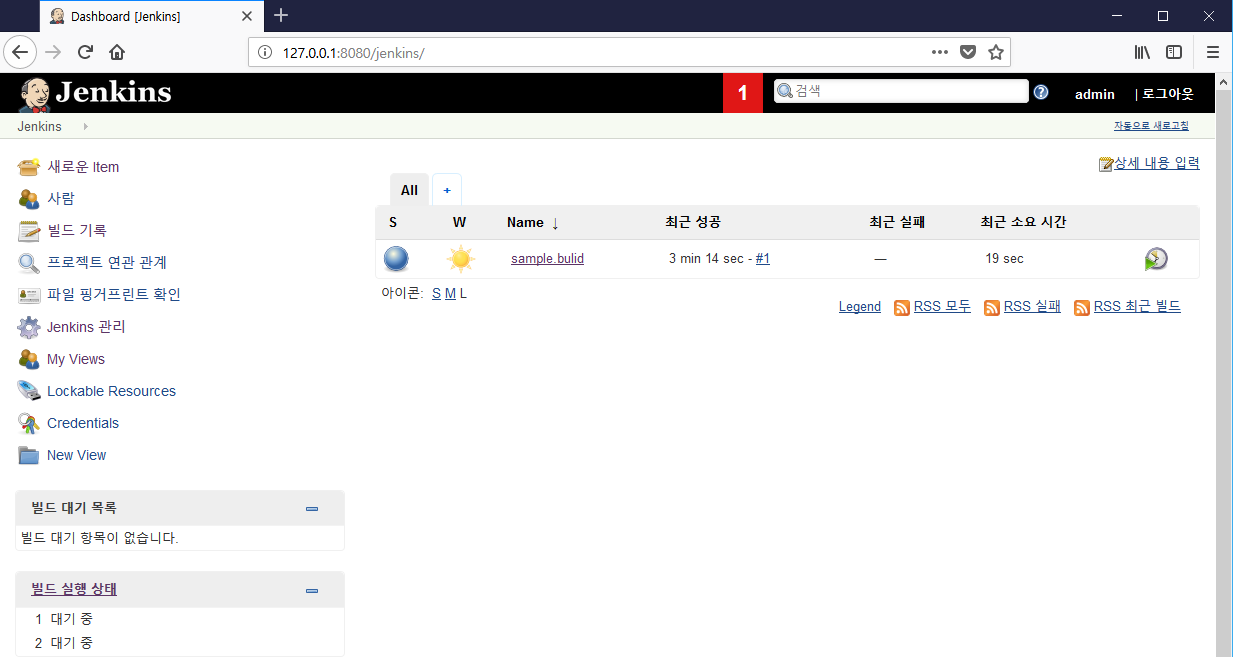 Dashboard [Jenkins]
127.0.0.1:8080/jenkins/
Jenkins 1 검색 admin | 로그아웃
Jenkins 자동으로 새로고침
상세 내용 입력
새로운 Item
사람
빌드 기록
프로젝트 연관 관계
파일 핑거프린트 확인
Jenkins 관리
My Views
Lockable Resources
Credentials
New View
빌드 대기 목록
빌드 대기 항목이 없습니다.
빌드 실행 상태
1 대기 중
2 대기 중
All +
S W Name ↓ 최근 성공 최근 실패 최근 소요 시간
sample.bulid 3 min 14 sec - #1 — 19 sec
아이콘: S M L
Legend RSS 모두 RSS 실패 RSS 최근 빌드